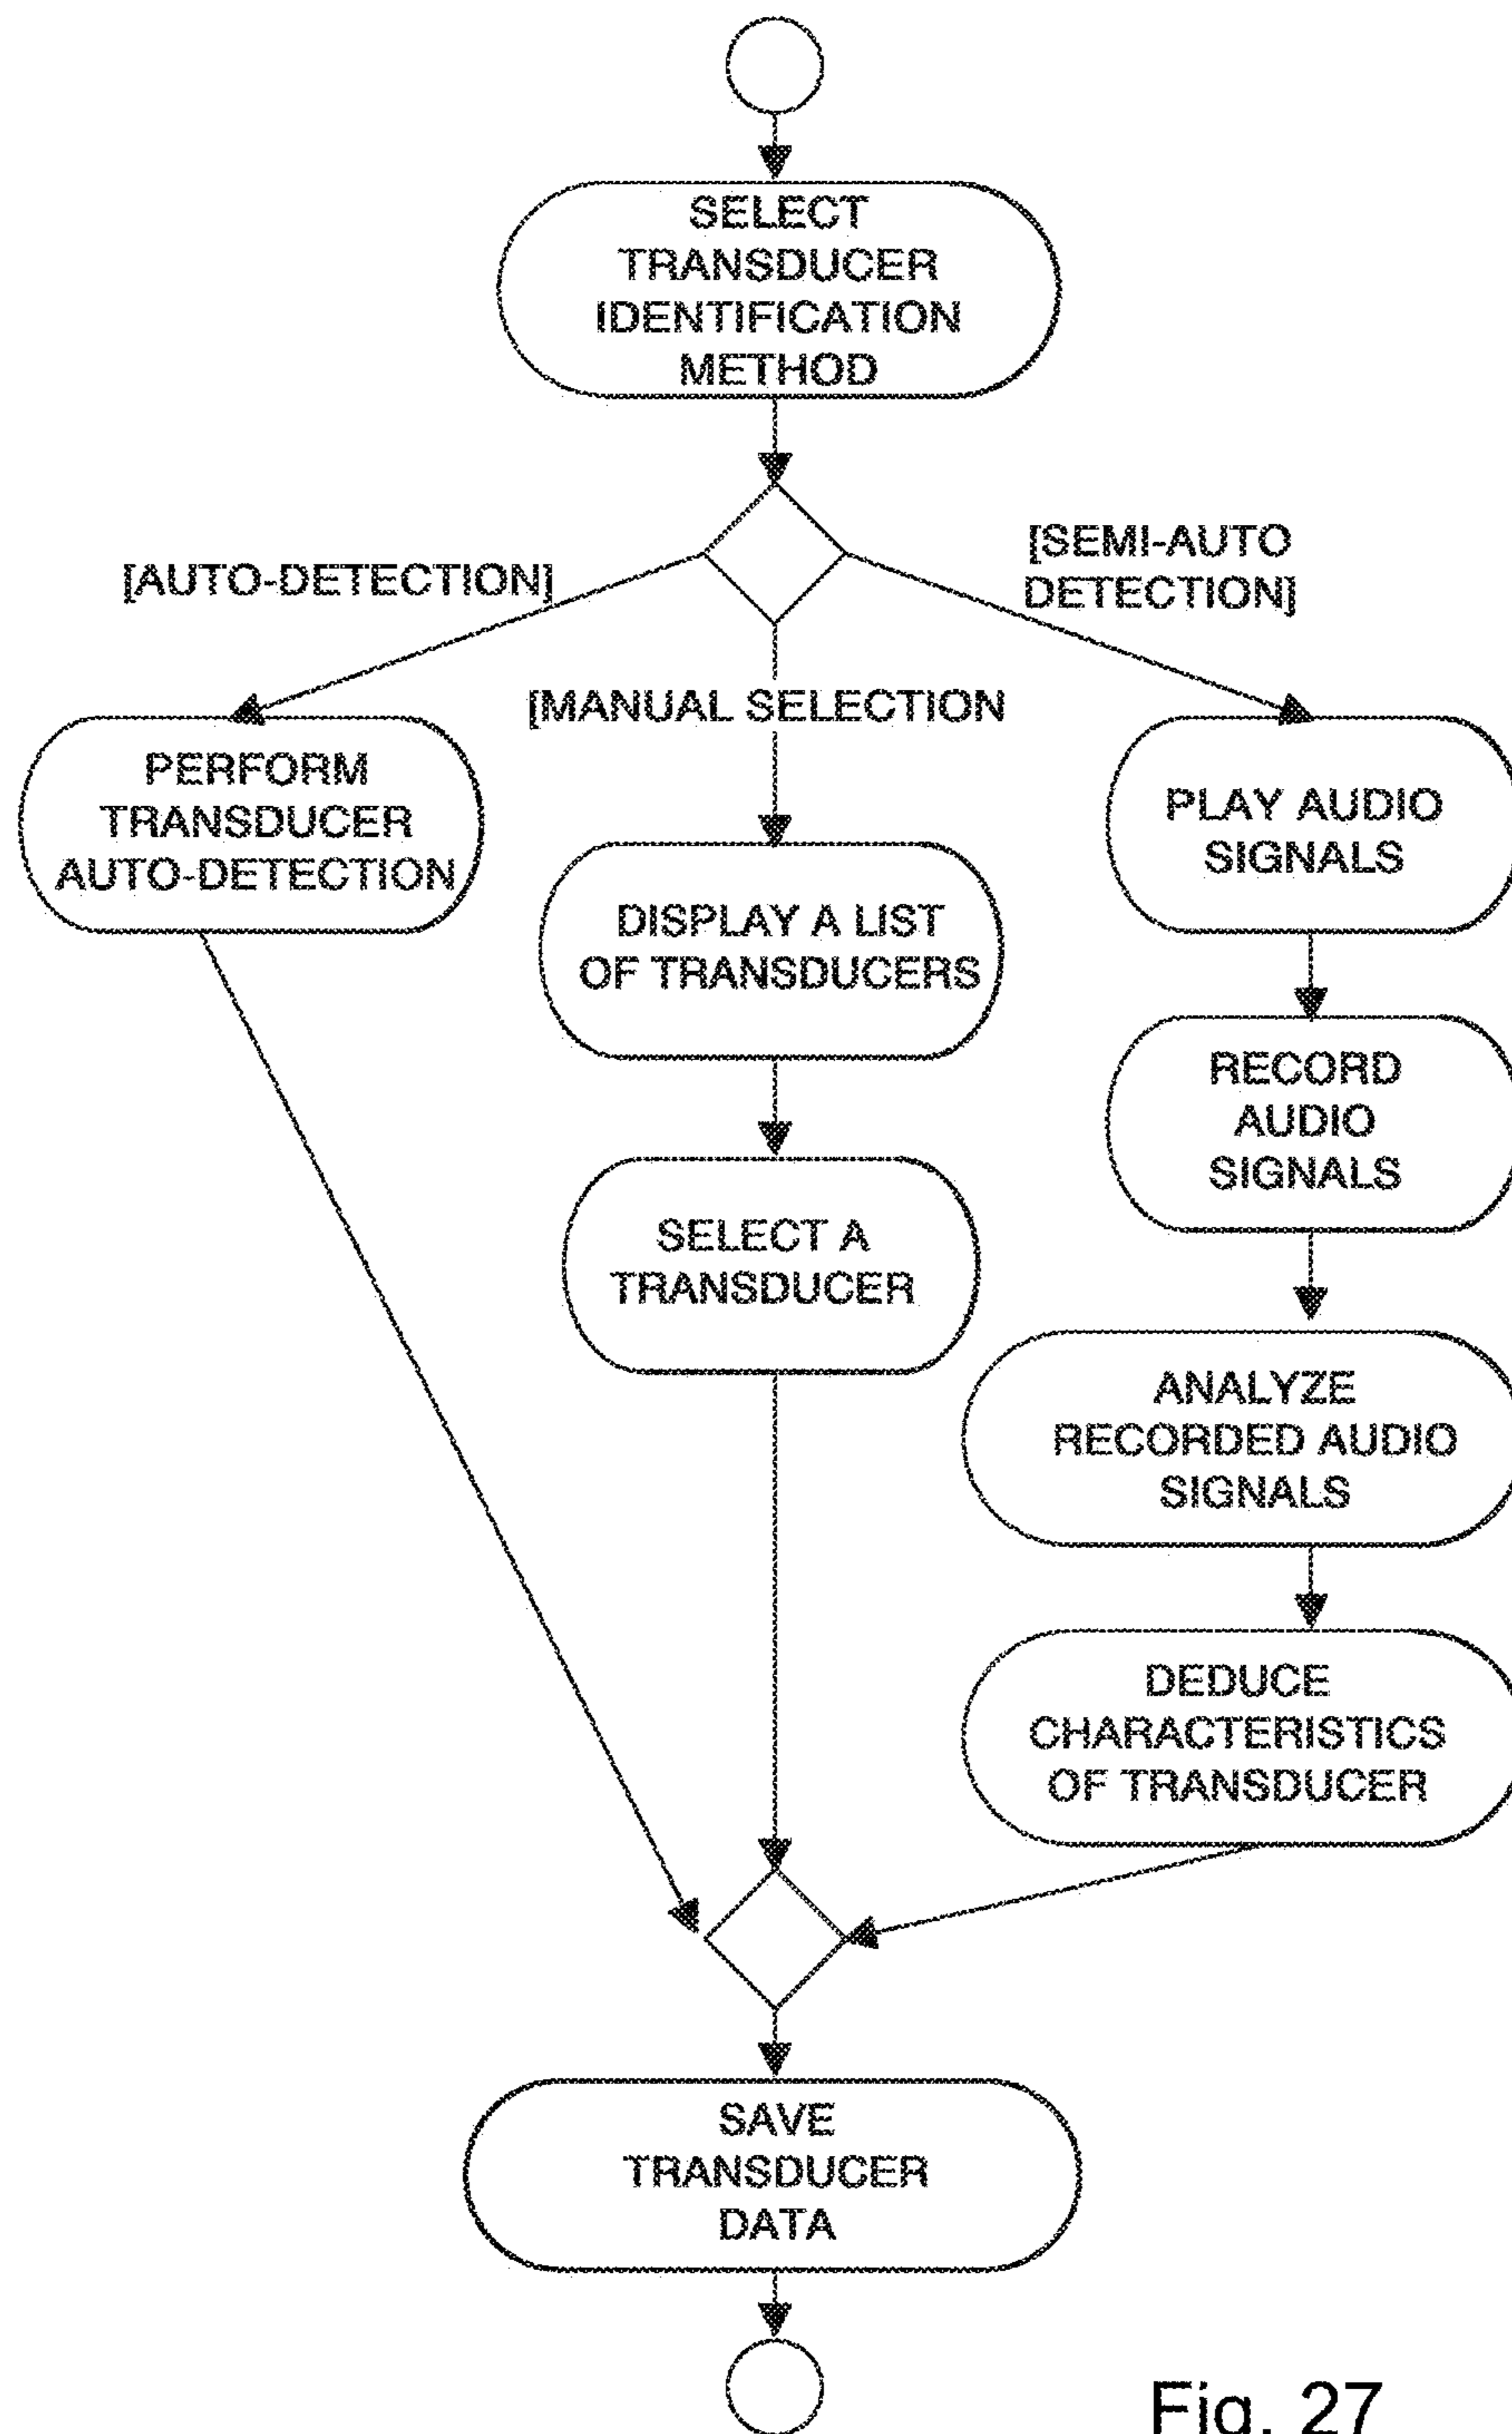 SELECT
TRANSDUCER
IDENTIFICATION
METHOD
[AUTO-DETECTION]
[SEMI-AUTO
DETECTION]
[MANUAL SELECTION
PERFORM
TRANSDUCER
AUTO-DETECTION
DISPLAY A LIST
OF TRANSDUCERS
SELECT A
TRANSDUCER
PLAY AUDIO
SIGNALS
RECORD
AUDIO
SIGNALS
ANALYZE
RECORDED AUDIO
SIGNALS
DEDUCE
CHARACTERISTICS
OF TRANSDUCER
SAVE
TRANSDUCER
DATA
Fig. 27